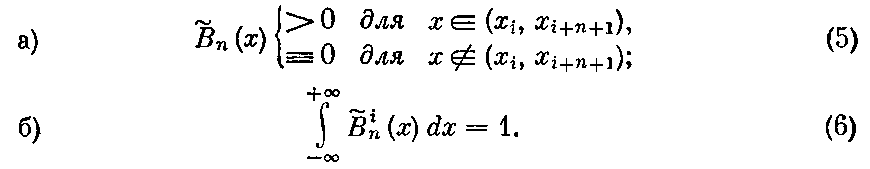 а) B̃ₙ (x) { > 0 для x ∈ (xᵢ, xᵢ₊ₙ₊₁), (5)
≡ 0 для x ∉ (xᵢ, xᵢ₊ₙ₊₁);
б) ∫_{−∞}^{+∞} B̃ₙⁱ (x) dx = 1. (6)